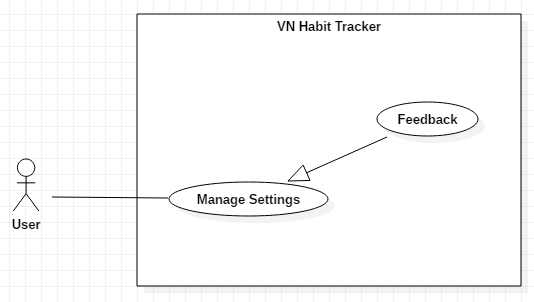 VN Habit Tracker
Feedback
Manage Settings
User